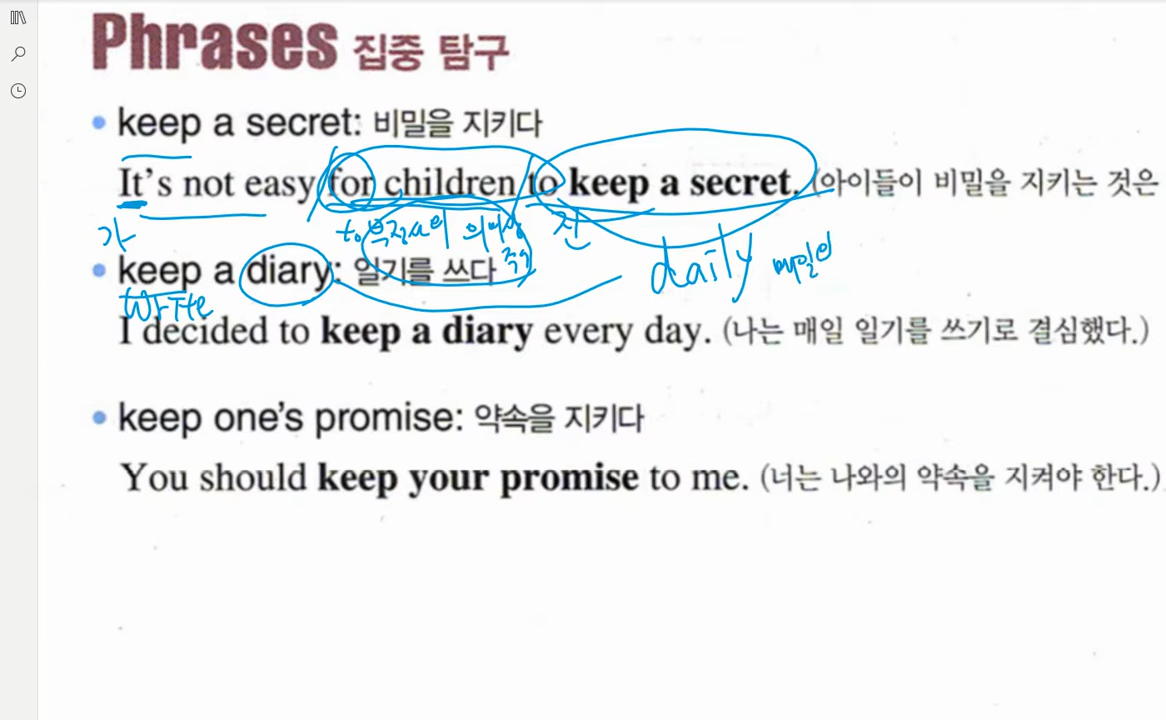 Phrases 집중 탐구
• keep a secret: 비밀을 지키다
It's not easy for children to keep a secret. (아이들이 비밀을 지키는 것은
가 to부정사의 의미상 주어 진
• keep a diary: 일기를 쓰다 daily 매일의
write
I decided to keep a diary every day. (나는 매일 일기를 쓰기로 결심했다.)
• keep one's promise: 약속을 지키다
You should keep your promise to me. (너는 나와의 약속을 지켜야 한다.)